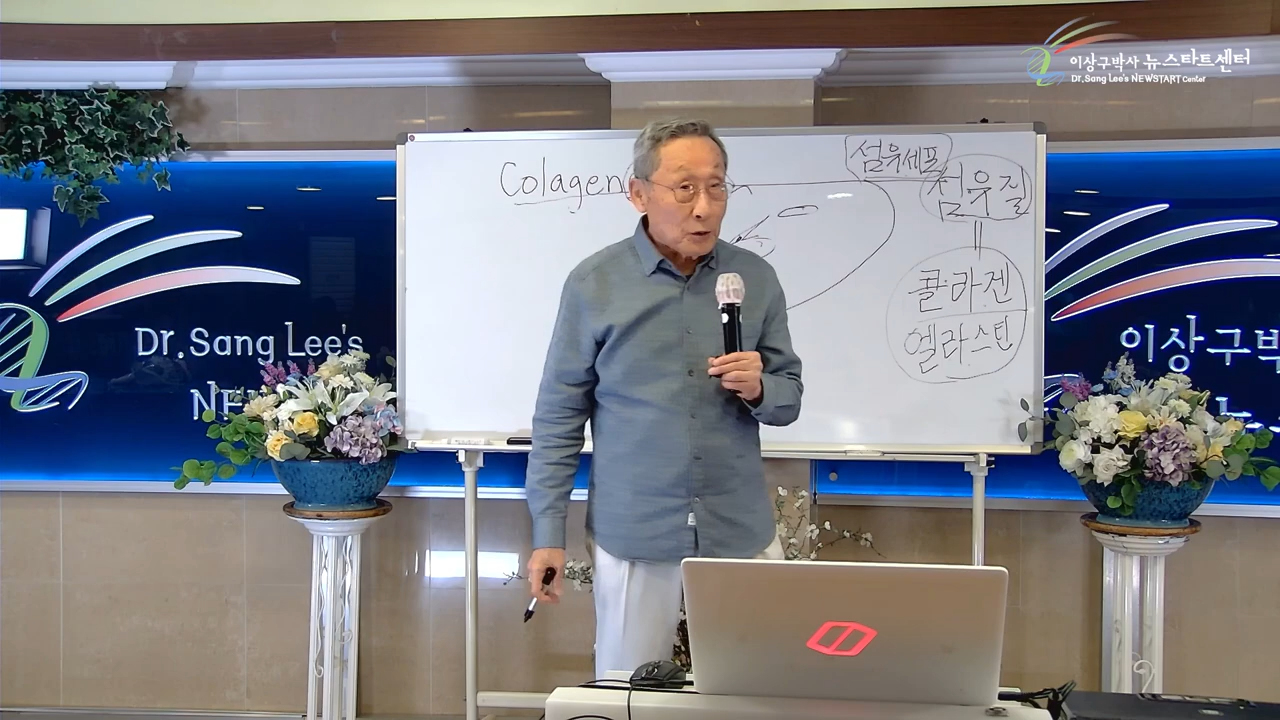 이상구박사 뉴스타트센터
Dr.Sang Lee's NEWSTART Center
Colagen
섬유세포
섬유질
콜라겐
엘라스틴
Dr.Sang Lee's
이상구박